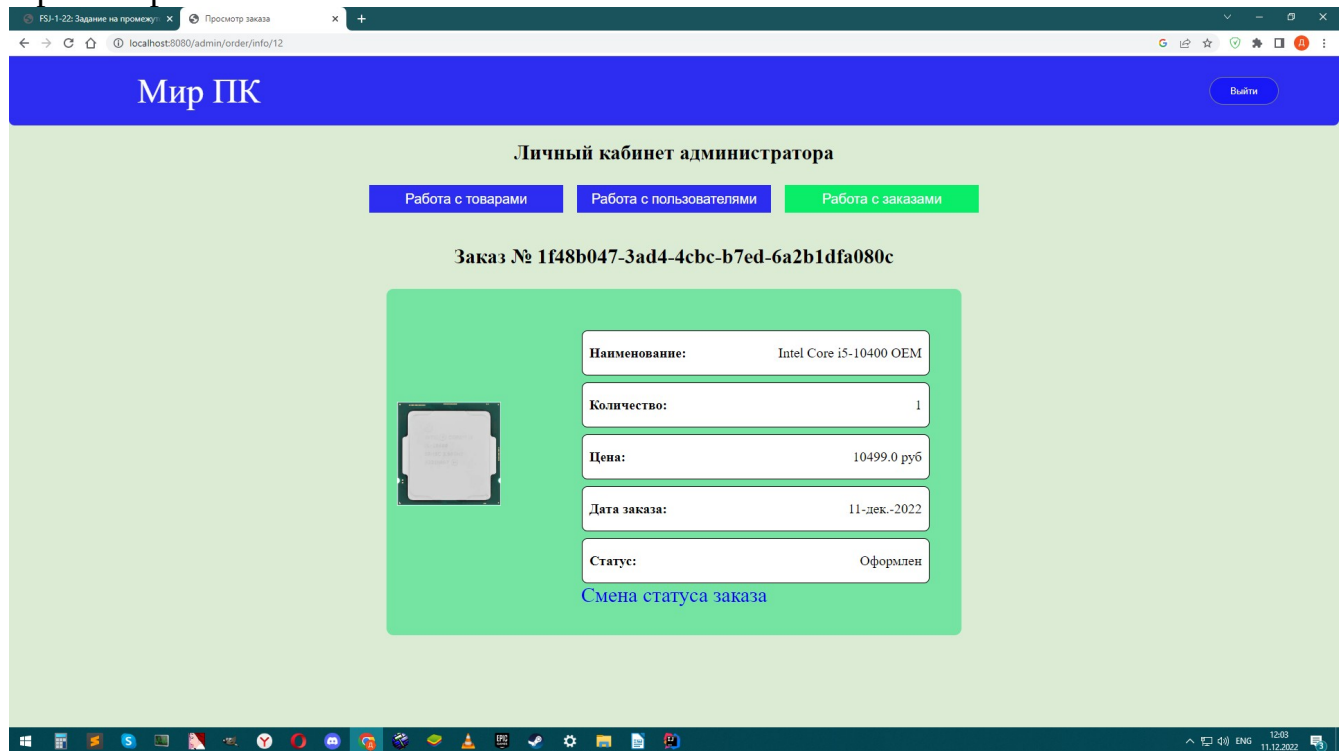 FSJ-1-22: Задание на промежут
Просмотр заказа
localhost:8080/admin/order/info/12
Мир ПК
Выйти
Личный кабинет администратора
Работа с товарами
Работа с пользователями
Работа с заказами
Заказ № 1f48b047-3ad4-4cbc-b7ed-6a2b1dfa080c
Наименование: Intel Core i5-10400 OEM
Количество: 1
Цена: 10499.0 руб
Дата заказа: 11-дек.-2022
Статус: Оформлен
Смена статуса заказа
ENG
12:03
11.12.2022